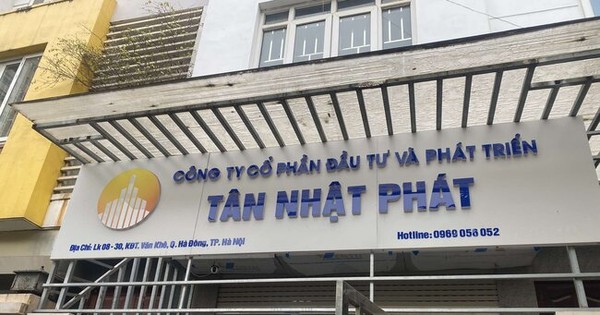 CÔNG TY CỔ PHẦN ĐẦU TƯ VÀ PHÁT TRIỂN
TÂN NHẬT PHÁT
Địa Chỉ: Lk 08 - 30, KĐT. Văn Khê, Q. Hà Đông, TP. Hà Nội
Hotline: 0969 058 052